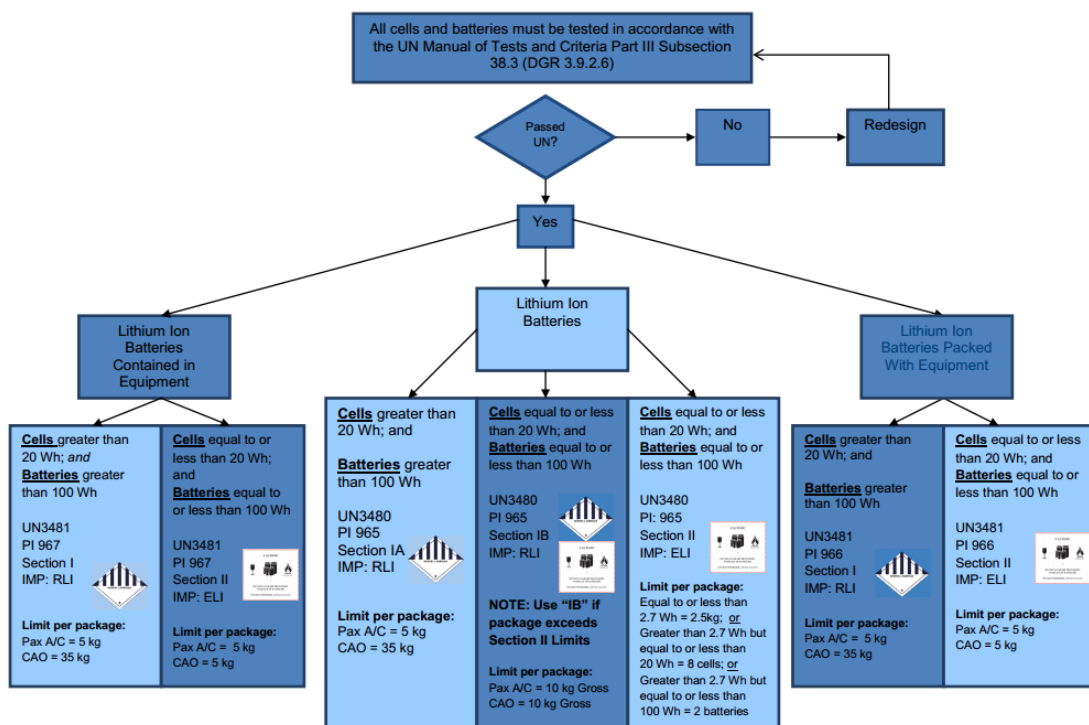 All cells and batteries must be tested in accordance with
the UN Manual of Tests and Criteria Part III Subsection
38.3 (DGR 3.9.2.6)
Passed
UN?
No
Redesign
Yes
Lithium Ion
Batteries
Contained in
Equipment
Lithium Ion
Batteries
Lithium Ion
Batteries Packed
With Equipment
Cells greater than
20 Wh; and
Batteries greater
than 100 Wh
UN3481
PI 967
Section I
IMP: RLI
Limit per package:
Pax A/C = 5 kg
CAO = 35 kg
Cells equal to or
less than 20 Wh;
and
Batteries equal to
or less than 100 Wh
UN3481
PI 967
Section II
IMP: ELI
Limit per package:
Pax A/C = 5 kg
CAO = 5 kg
Cells greater than
20 Wh; and
Batteries greater
than 100 Wh
UN3480
PI 965
Section IA
IMP: RLI
Limit per package:
Pax A/C = 5 kg
CAO = 35 kg
Cells equal to or less
than 20 Wh; and
Batteries equal to or
less than 100 Wh
UN3480
PI 965
Section IB
IMP: RLI
NOTE: Use “IB” if
package exceeds
Section II Limits
Limit per package:
Pax A/C = 10 kg Gross
CAO = 10 kg Gross
Cells equal to or less
than 20 Wh; and
Batteries equal to or
less than 100 Wh
UN3480
PI: 965
Section II
IMP: ELI
Limit per package:
Equal to or less than
2.7 Wh = 2.5kg; or
Greater than 2.7 Wh but
equal to or less than
20 Wh = 8 cells; or
Greater than 2.7 Wh but
equal to or less than
100 Wh = 2 batteries
Cells greater than
20 Wh; and
Batteries greater
than 100 Wh
UN3481
PI 966
Section I
IMP: RLI
Limit per package:
Pax A/C = 5 kg
CAO = 35 kg
Cells equal to or less
than 20 Wh; and
Batteries equal to or
less than 100 Wh
UN3481
PI 966
Section II
IMP: ELI
Limit per package:
Pax A/C = 5 kg
CAO = 5 kg